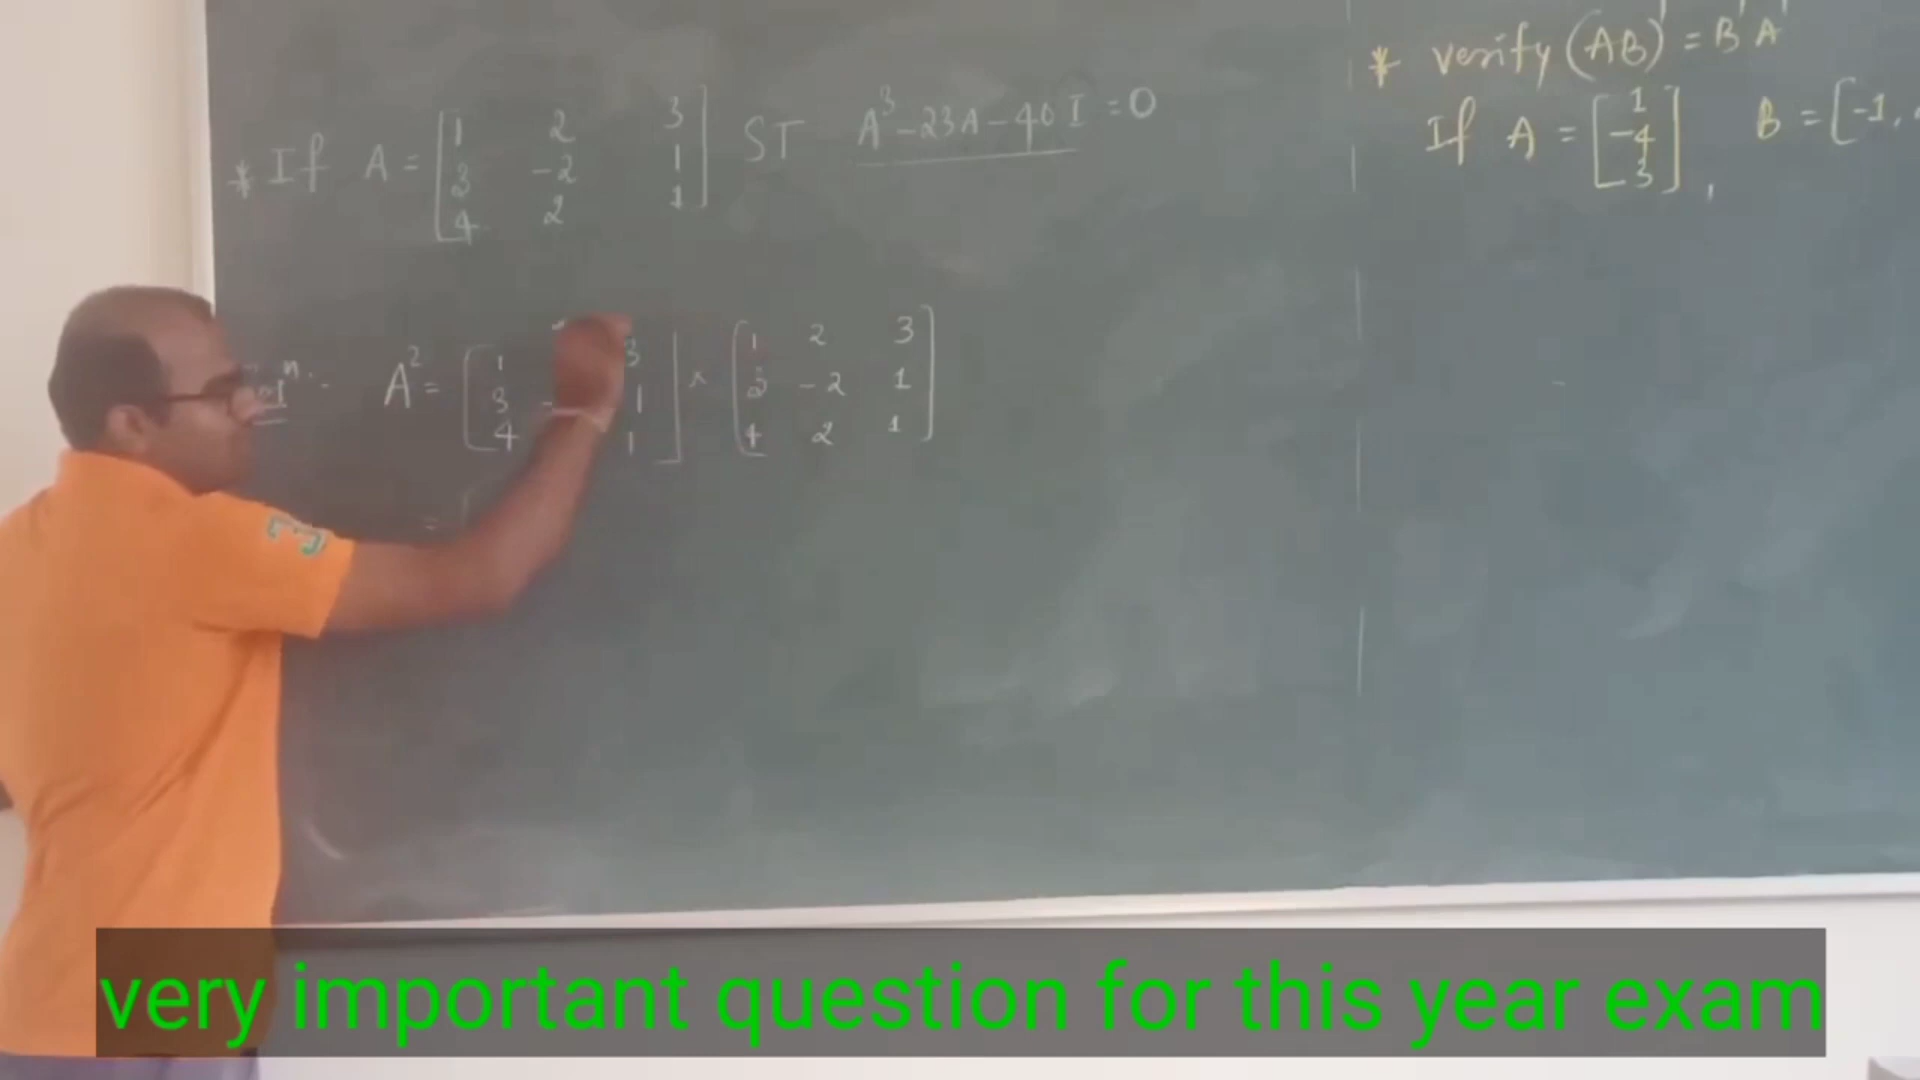 * If A = [1 2 3 ST A³-23A-40I=0
3 -2 1
4 2 1]
Solⁿ:- A² = [1 3 × [1 2 3
3 - 1 3 -2 1
4 1] 4 2 1]
=
* Verify (AB)' = B'A'
If A = [1 -4 3], B = [-1,
very important question for this year exam